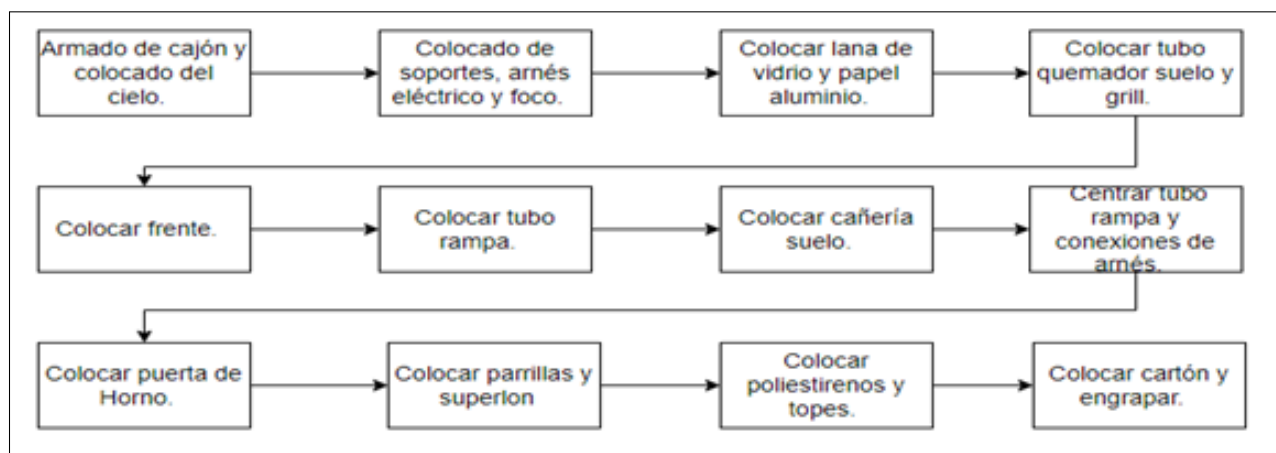 Armado de cajón y
colocado del
cielo.
Colocado de
soportes, arnés
eléctrico y foco.
Colocar lana de
vidrio y papel
aluminio.
Colocar tubo
quemador suelo y
grill.
Colocar frente.
Colocar tubo
rampa.
Colocar cañería
suelo.
Centrar tubo
rampa y
conexiones de
arnés.
Colocar puerta de
Horno.
Colocar parrillas y
superlon
Colocar
poliestirenos y
topes.
Colocar cartón y
engrapar.